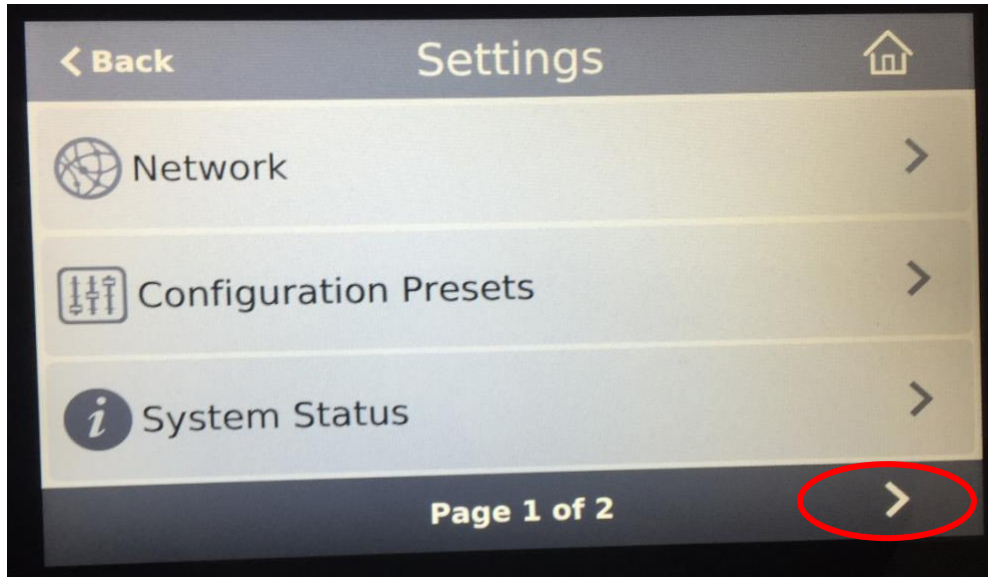 Back Settings
Network
Configuration Presets
i System Status
Page 1 of 2